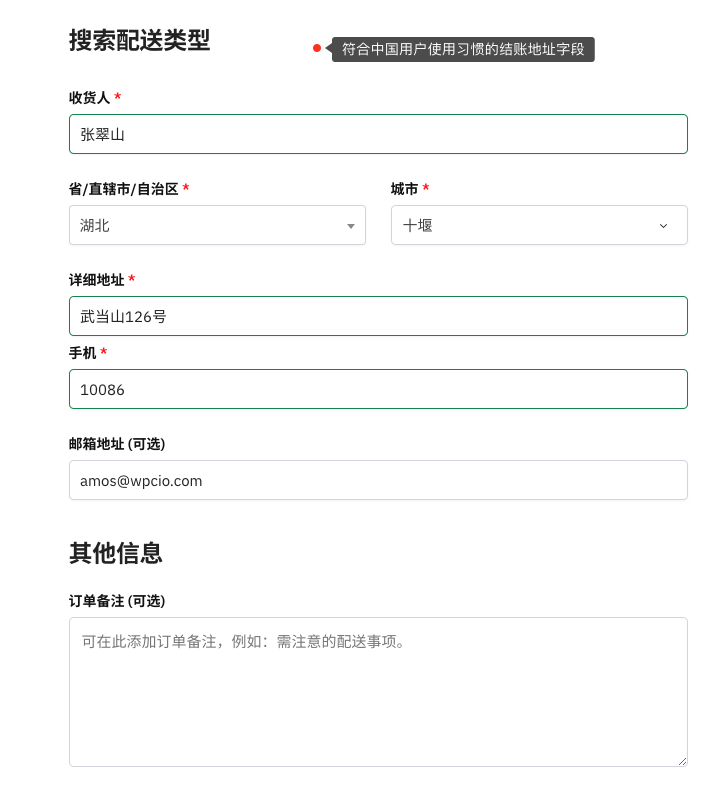 搜索配送类型
符合中国用户使用习惯的结账地址字段
收货人 *
张翠山
省/直辖市/自治区 * 城市 *
湖北 十堰
详细地址 *
武当山126号
手机 *
10086
邮箱地址 (可选)
amos@wpcio.com
其他信息
订单备注 (可选)
可在此添加订单备注，例如：需注意的配送事项。